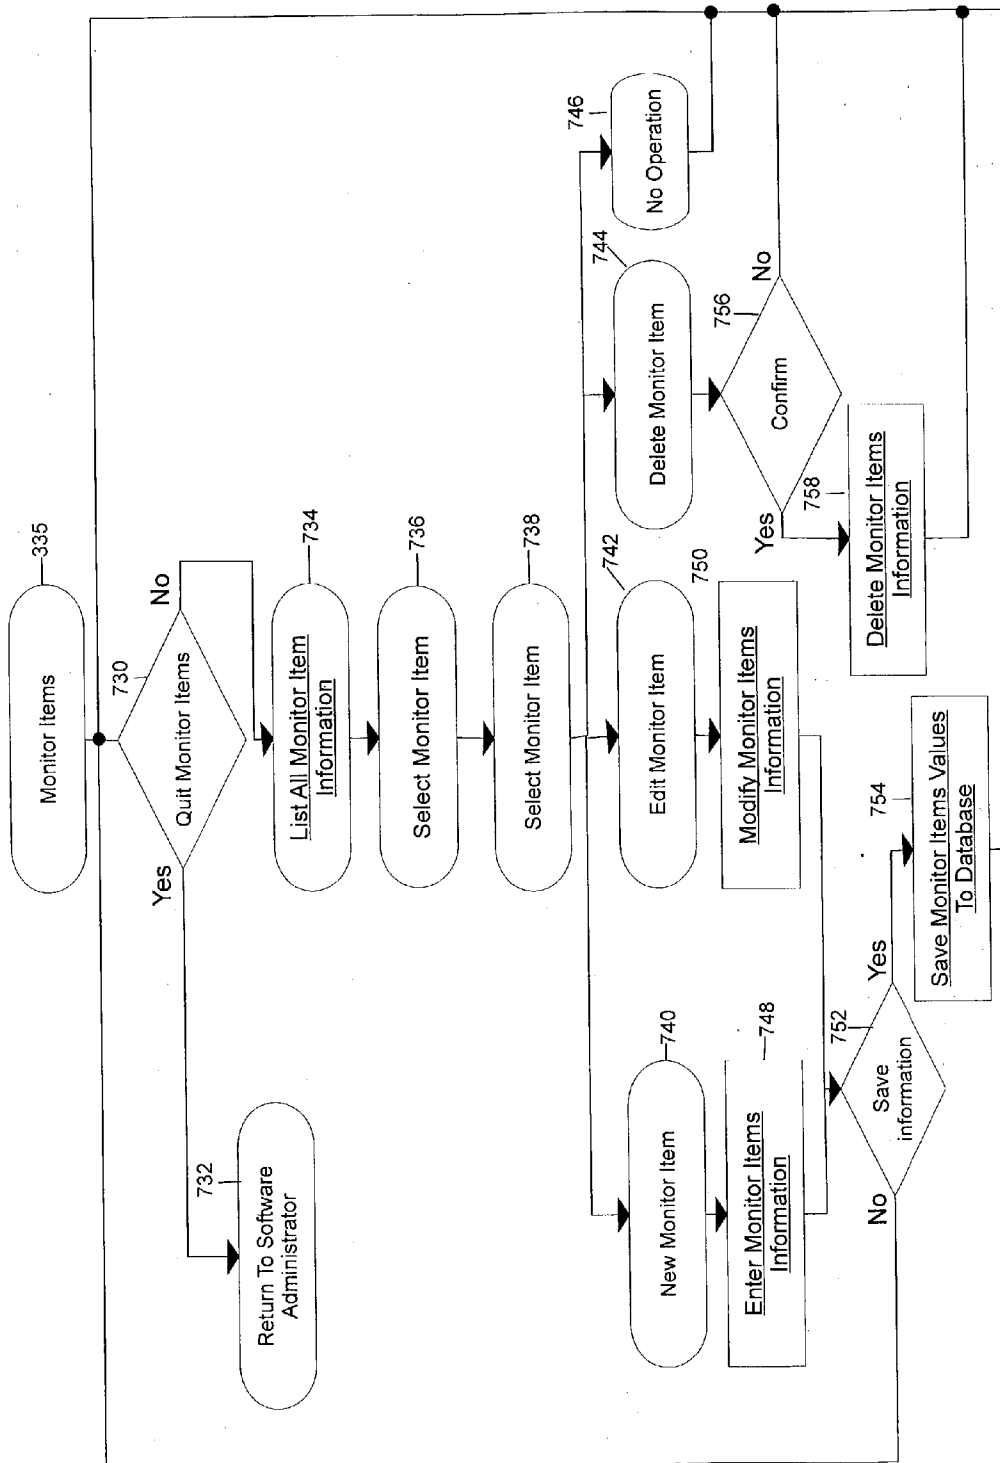 Monitor Items
335
Quit Monitor Items
730
Yes
No
Return To Software
Administrator
732
List All Monitor Item
Information
734
Select Monitor Item
736
Select Monitor Item
738
New Monitor Item
740
Edit Monitor Item
742
Delete Monitor Item
744
No Operation
746
Enter Monitor Items
Information
748
Modify Monitor Items
Information
750
Confirm
756
Yes
No
Save
information
752
No
Yes
Delete Monitor Items
Information
758
Save Monitor Items Values
To Database
754